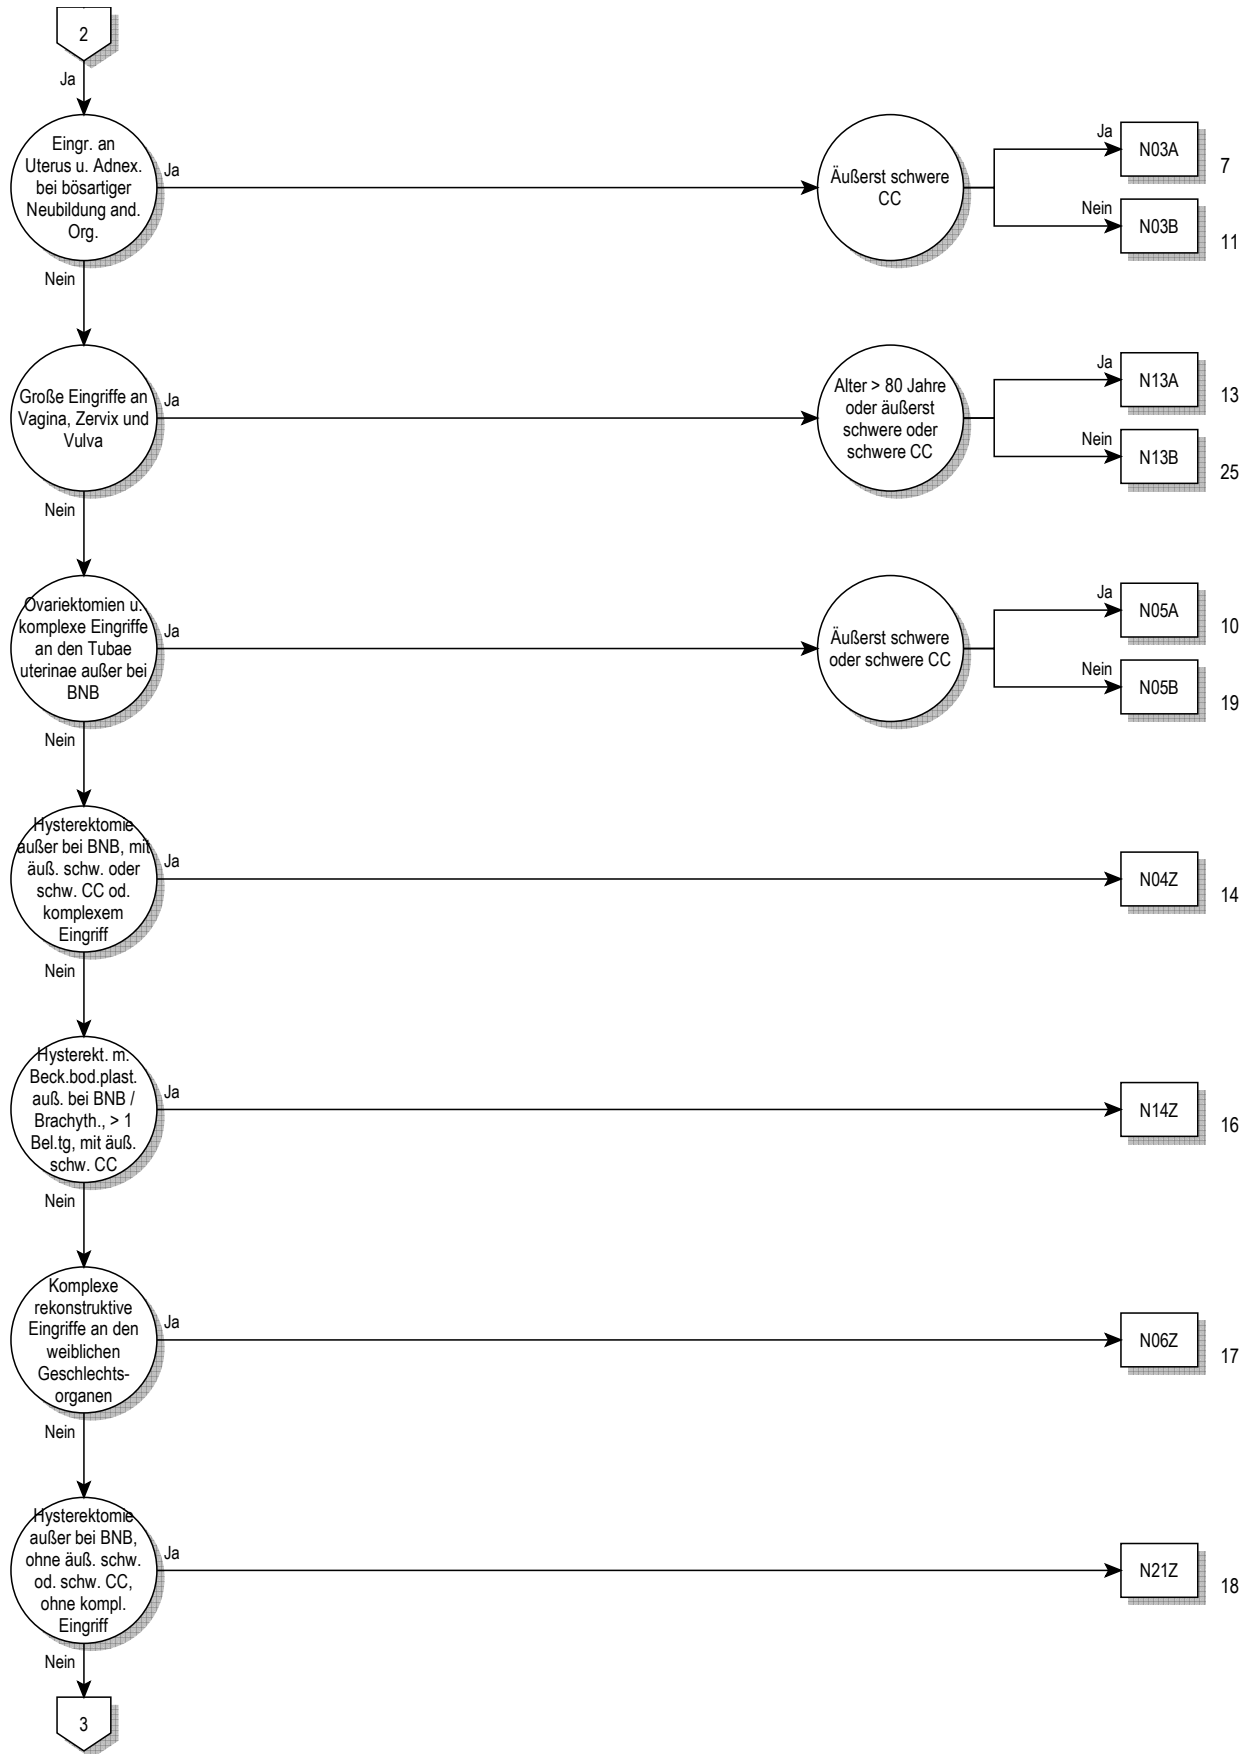 2
Ja
Eingr. an
Uterus u. Adnex.
bei bösartiger
Neubildung and.
Org.
Ja
Äußerst schwere
CC
Ja
N03A
7
Nein
N03B
11
Nein
Große Eingriffe an
Vagina, Zervix und
Vulva
Ja
Alter > 80 Jahre
oder äußerst
schwere oder
schwere CC
Ja
N13A
13
Nein
N13B
25
Nein
Ovariektomien u.
komplexe Eingriffe
an den Tubae
uterinae außer bei
BNB
Ja
Äußerst schwere
oder schwere CC
Ja
N05A
10
Nein
N05B
19
Nein
Hysterektomie
außer bei BNB, mit
äuß. schw. oder
schw. CC od.
komplexem
Eingriff
Ja
N04Z
14
Nein
Hysterekt. m.
Beck.bod.plast.
auß. bei BNB /
Brachyth., > 1
Bel.tg, mit äuß.
schw. CC
Ja
N14Z
16
Nein
Komplexe
rekonstruktive
Eingriffe an den
weiblichen
Geschlechts-
organen
Ja
N06Z
17
Nein
Hysterektomie
außer bei BNB,
ohne äuß. schw.
od. schw. CC,
ohne kompl.
Eingriff
Ja
N21Z
18
Nein
3